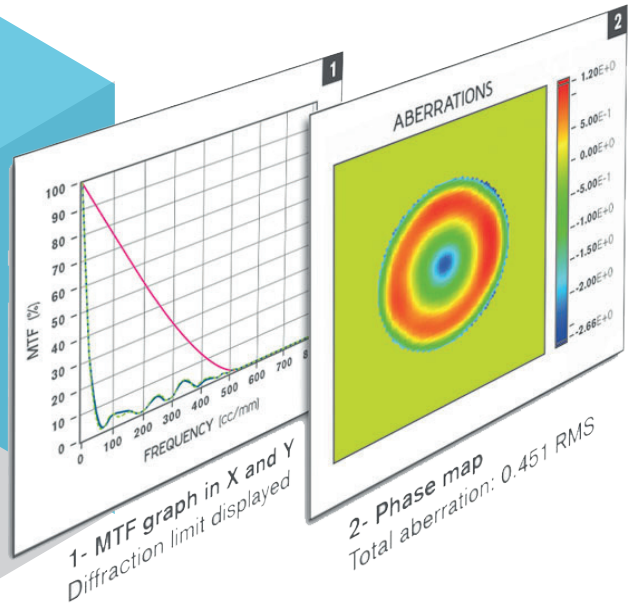 1
100
90
80
70
60
50
40
30
20
10
0
MTF (%)
0 100 200 300 400 500 600 700
FREQUENCY (cc/mm)
1- MTF graph in X and Y
Diffraction limit displayed
2
ABERRATIONS
1.20E+0
5.00E-1
0.00E+0
-5.00E-1
-1.00E+0
-1.50E+0
-2.00E+0
-2.66E+0
2- Phase map
Total aberration: 0.451 RMS